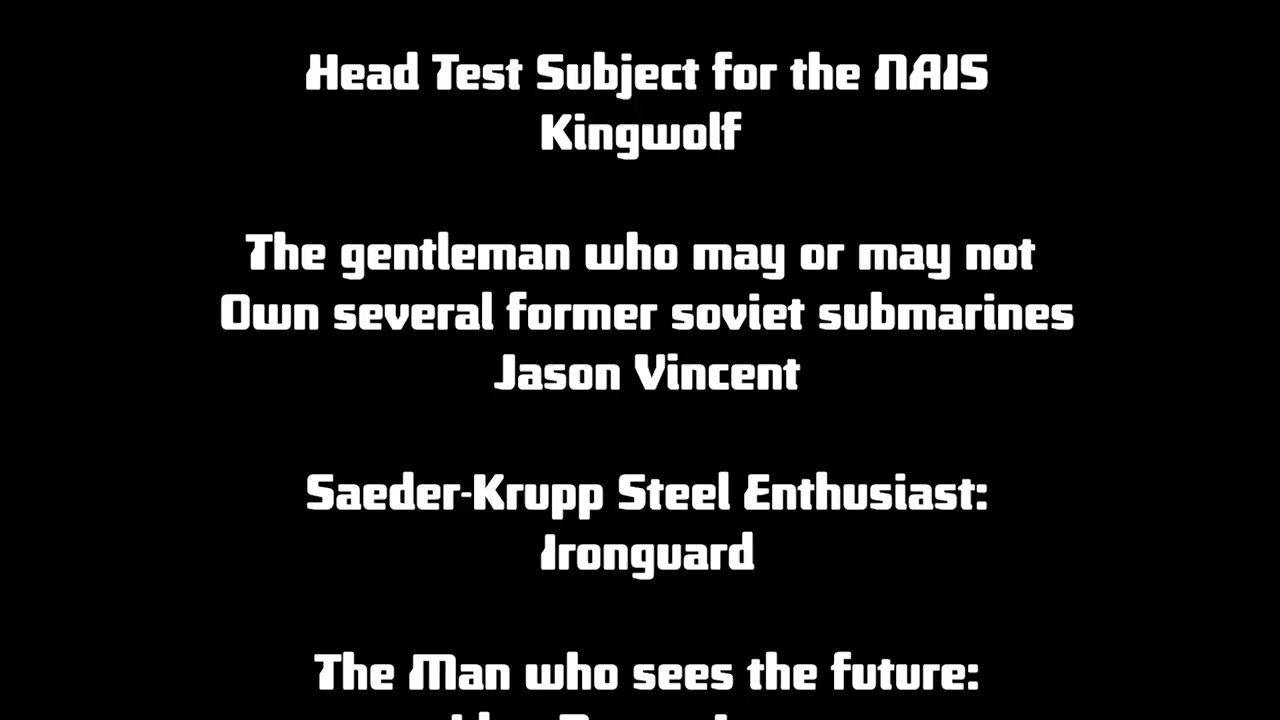 Head Test Subject for the NAIS
Kingwolf
The gentleman who may or may not
Own several former soviet submarines
Jason Vincent
Saeder-Krupp Steel Enthusiast:
Ironguard
The Man who sees the future: